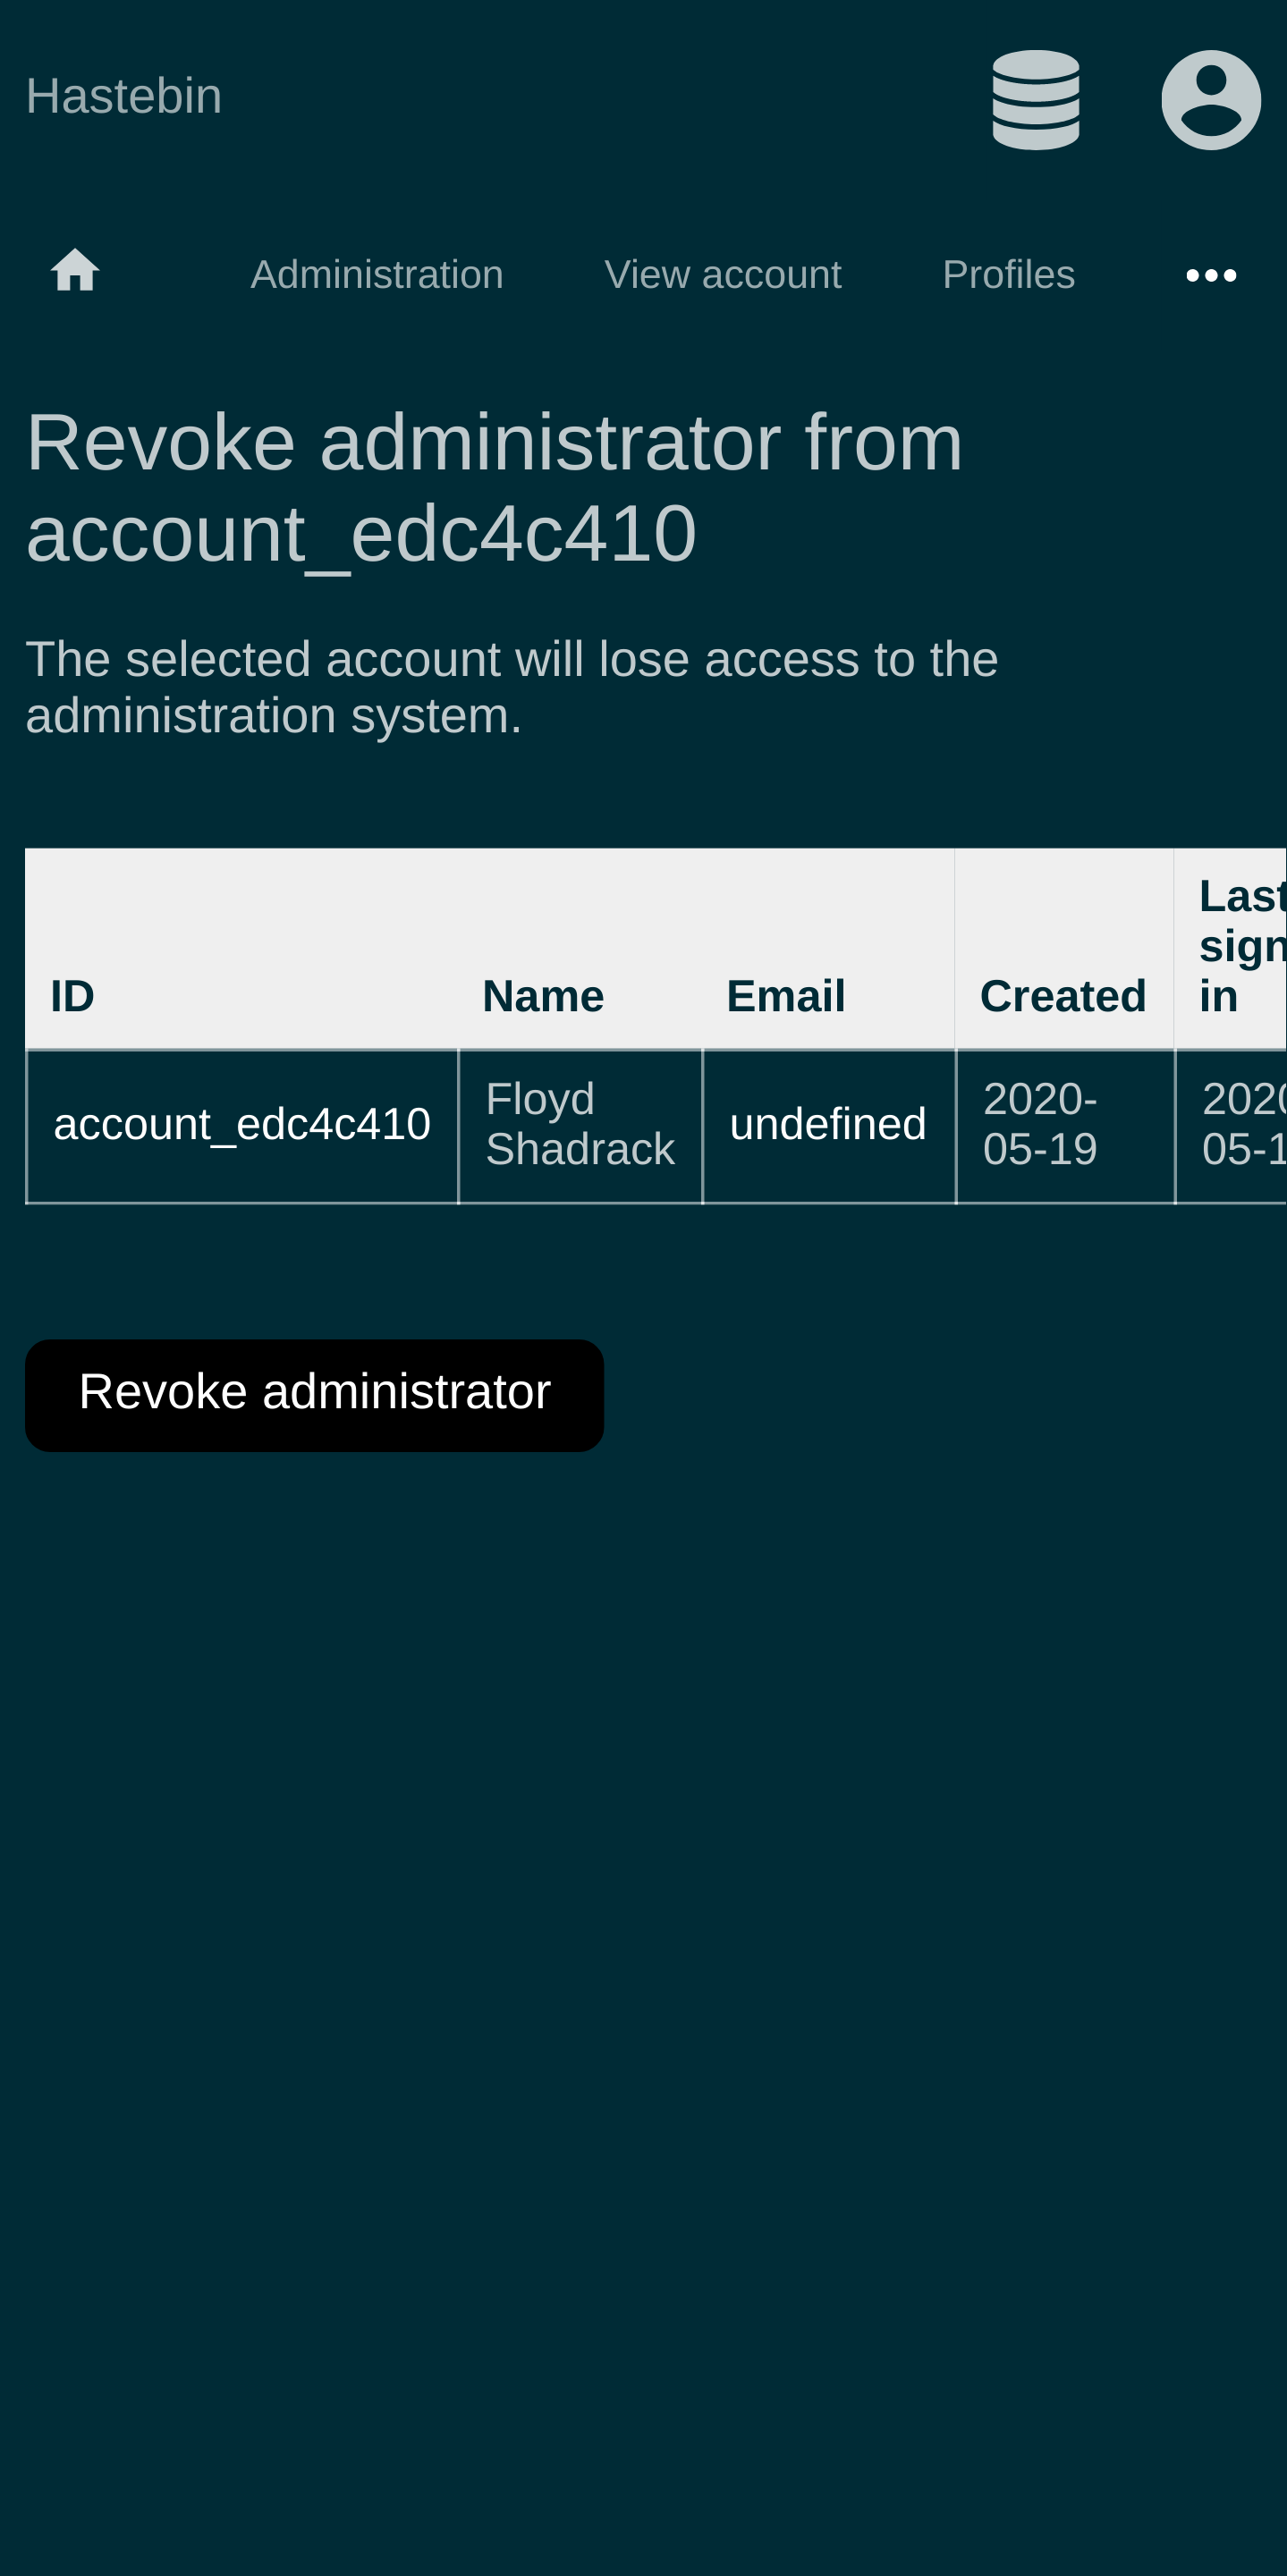 Hastebin
Administration View account Profiles
Revoke administrator from
account_edc4c410
The selected account will lose access to the
administration system.
ID Name Email Created Last
sign
in
account_edc4c410 Floyd
Shadrack undefined 2020-
05-19 2020
05-1
Revoke administrator